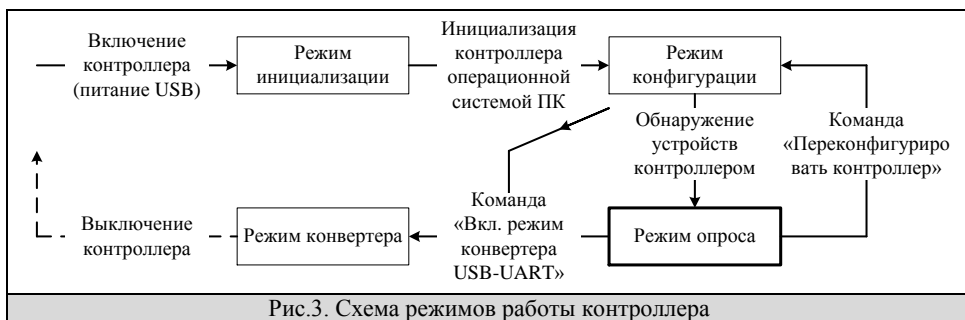 Включение
контроллера
(питание USB)
Режим
инициализации
Инициализация
контроллера
операционной
системой ПК
Режим
конфигурации
Обнаружение
устройств
контроллером
Команда
«Переконфигуриро
вать контроллер»
Выключение
контроллера
Режим конвертера
Команда
«Вкл. режим
конвертера
USB-UART»
Режим опроса
Рис.3. Схема режимов работы контроллера